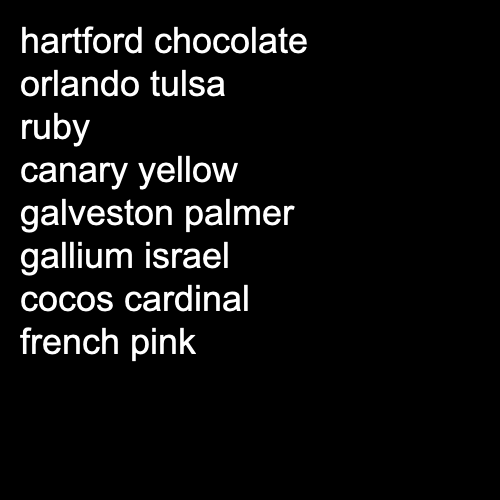 hartford chocolate
orlando tulsa
ruby
canary yellow
galveston palmer
gallium israel
cocos cardinal
french pink